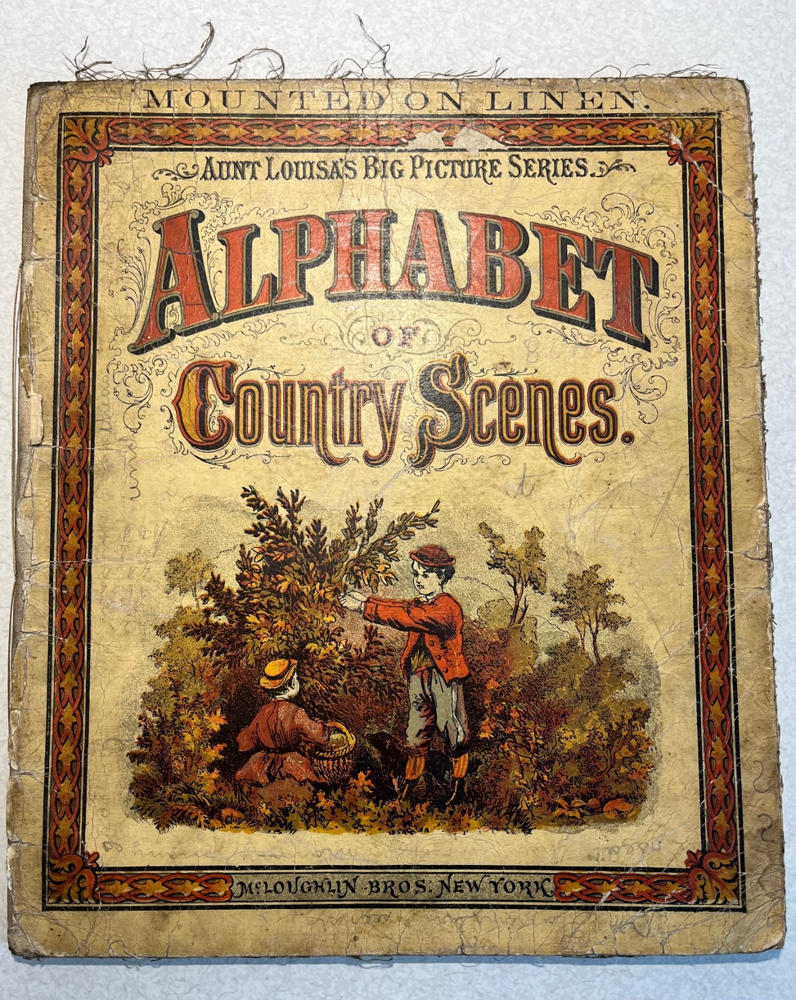 MOUNTED ON LINEN.
AUNT LOUISA'S BIG PICTURE SERIES.
ALPHABET
OF
Country Scenes.
McLOUGHLIN BROS. NEW YORK.